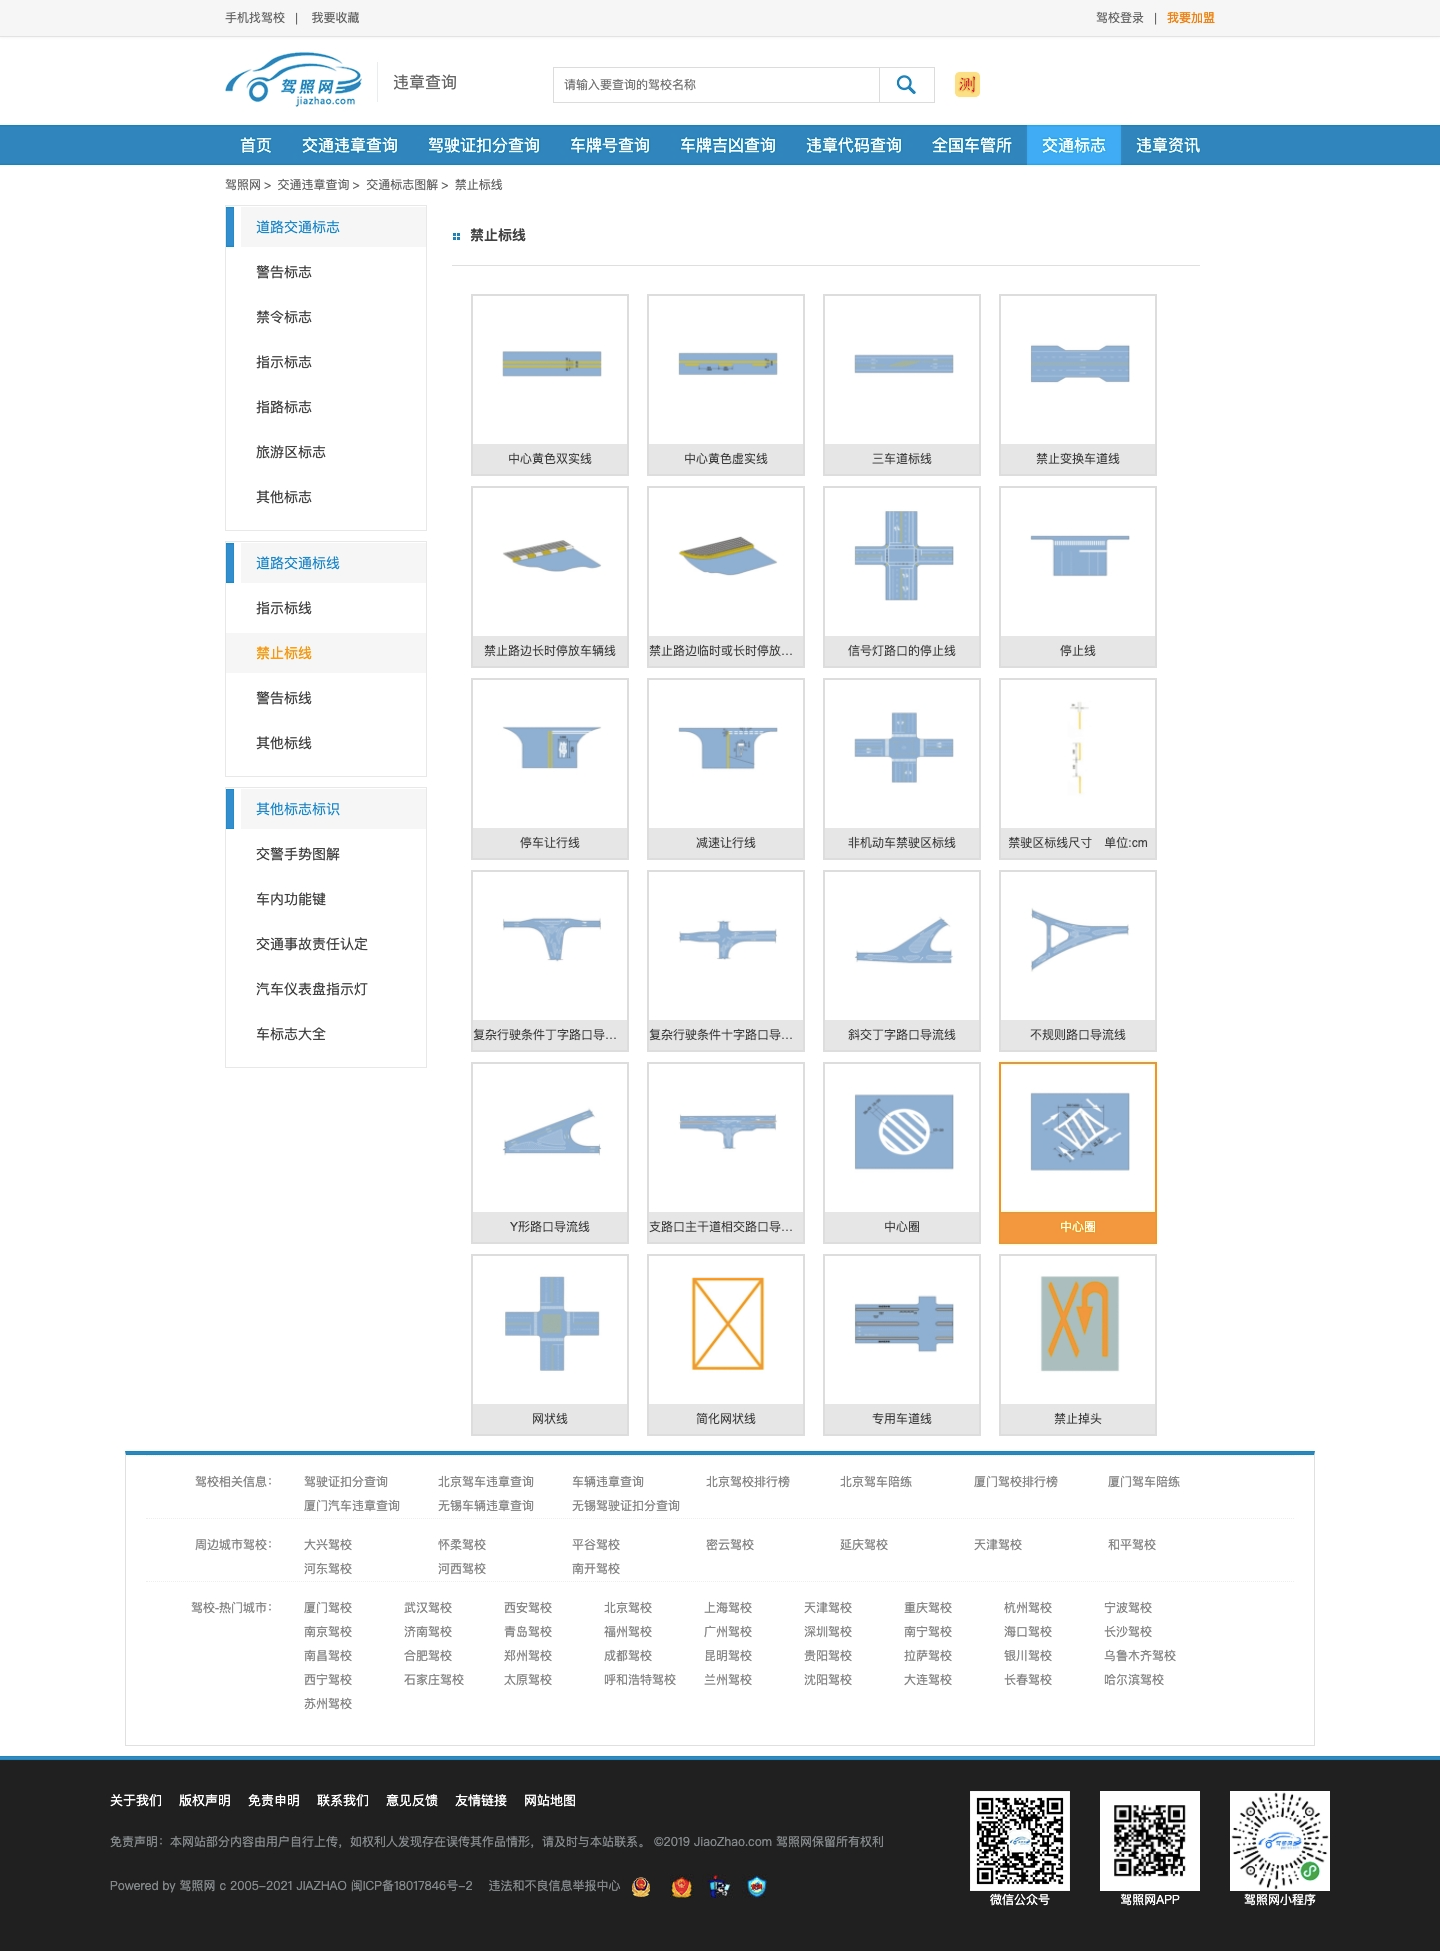 手机找驾校 | 我要收藏
驾校登录 | 我要加盟
驾照网
jiazhao.com
违章查询
请输入要查询的驾校名称
测
首页 交通违章查询 驾驶证扣分查询 车牌号查询 车牌吉凶查询 违章代码查询 全国车管所 交通标志 违章资讯
驾照网 > 交通违章查询 > 交通标志图解 > 禁止标线
道路交通标志
警告标志
禁令标志
指示标志
指路标志
旅游区标志
其他标志
道路交通标线
指示标线
禁止标线
警告标线
其他标线
其他标志标识
交警手势图解
车内功能键
交通事故责任认定
汽车仪表盘指示灯
车标志大全
禁止标线
中心黄色双实线 中心黄色虚实线 三车道标线 禁止变换车道线
禁止路边长时停放车辆线 禁止路边临时或长时停放... 信号灯路口的停止线 停止线
停车让行线 减速让行线 非机动车禁驶区标线 禁驶区标线尺寸 单位:cm
复杂行驶条件丁字路口导... 复杂行驶条件十字路口导... 斜交丁字路口导流线 不规则路口导流线
Y形路口导流线 支路口主干道相交路口导... 中心圈 中心圈
网状线 简化网状线 专用车道线 禁止掉头
驾校相关信息： 驾驶证扣分查询 北京驾车违章查询 车辆违章查询 北京驾校排行榜 北京驾车陪练 厦门驾校排行榜 厦门驾车陪练
厦门汽车违章查询 无锡车辆违章查询 无锡驾驶证扣分查询
周边城市驾校： 大兴驾校 怀柔驾校 平谷驾校 密云驾校 延庆驾校 天津驾校 和平驾校
河东驾校 河西驾校 南开驾校
驾校-热门城市： 厦门驾校 武汉驾校 西安驾校 北京驾校 上海驾校 天津驾校 重庆驾校 杭州驾校 宁波驾校
南京驾校 济南驾校 青岛驾校 福州驾校 广州驾校 深圳驾校 南宁驾校 海口驾校 长沙驾校
南昌驾校 合肥驾校 郑州驾校 成都驾校 昆明驾校 贵阳驾校 拉萨驾校 银川驾校 乌鲁木齐驾校
西宁驾校 石家庄驾校 太原驾校 呼和浩特驾校 兰州驾校 沈阳驾校 大连驾校 长春驾校 哈尔滨驾校
苏州驾校
关于我们 版权声明 免责申明 联系我们 意见反馈 友情链接 网站地图
免责声明：本网站部分内容由用户自行上传，如权利人发现存在误传其作品情形，请及时与本站联系。 ©2019 JiaoZhao.com 驾照网保留所有权利
Powered by 驾照网 c 2005-2021 JIAZHAO 闽ICP备18017846号-2 违法和不良信息举报中心
微信公众号 驾照网APP 驾照网小程序